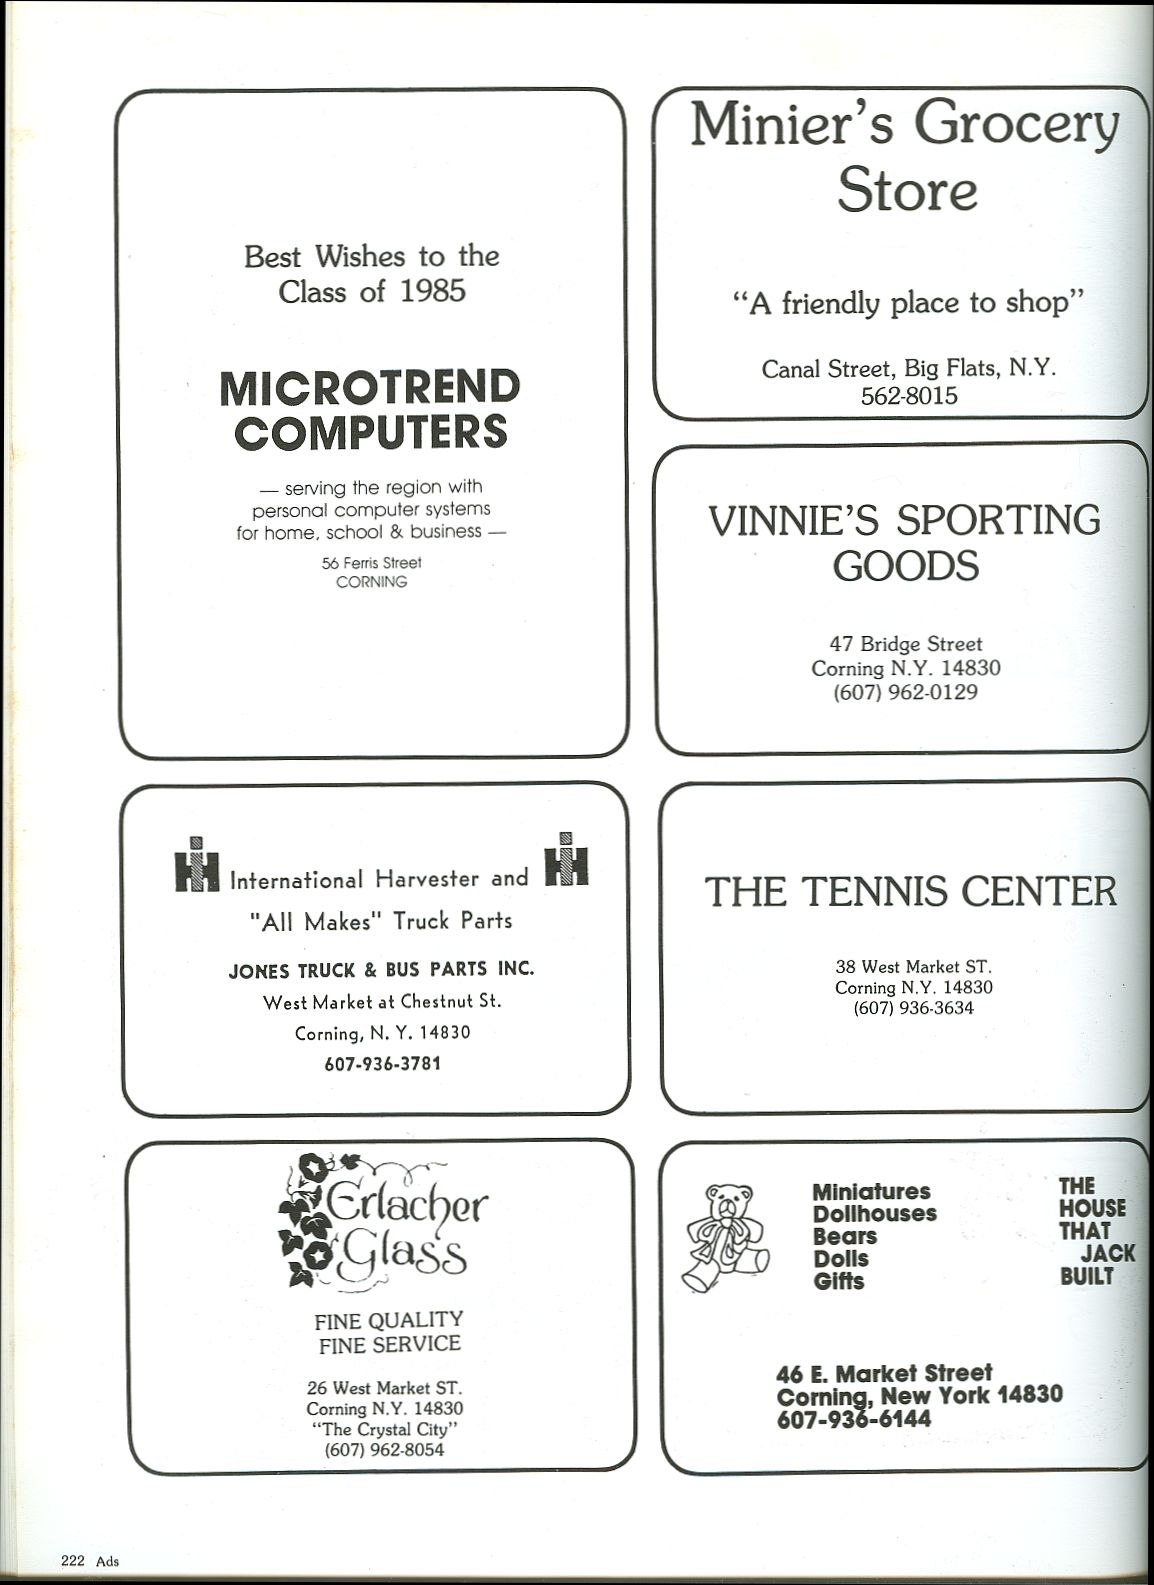 Best Wishes to the
Class of 1985
MICROTREND
COMPUTERS
— serving the region with
personal computer systems
for home, school & business —
56 Ferris Street
CORNING
Minier's Grocery
Store
“A friendly place to shop”
Canal Street, Big Flats, N.Y.
562-8015
VINNIE'S SPORTING
GOODS
47 Bridge Street
Corning N.Y. 14830
(607) 962-0129
International Harvester and
"All Makes" Truck Parts
JONES TRUCK & BUS PARTS INC.
West Market at Chestnut St.
Corning, N. Y. 14830
607-936-3781
THE TENNIS CENTER
38 West Market ST.
Corning N.Y. 14830
(607) 936-3634
Erlacher
Glass
FINE QUALITY
FINE SERVICE
26 West Market ST.
Corning N.Y. 14830
“The Crystal City”
(607) 962-8054
Miniatures
Dollhouses
Bears
Dolls
Gifts
THE
HOUSE
THAT
JACK
BUILT
46 E. Market Street
Corning, New York 14830
607-936-6144
222 Ads